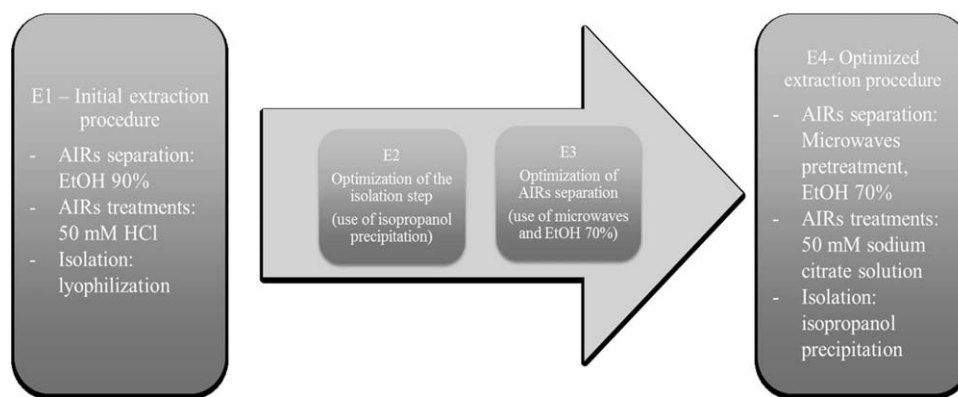 E1 – Initial extraction
procedure
- AIRs separation:
EtOH 90%
- AIRs treatments:
50 mM HCl
- Isolation:
lyophilization
E2
Optimization of the
isolation step
(use of isopropanol
precipitation)
E3
Optimization of
AIRs separation
(use of microwaves
and EtOH 70%)
E4- Optimized
extraction procedure
- AIRs separation:
Microwaves
pretreatment,
EtOH 70%
- AIRs treatments:
50 mM sodium
citrate solution
- Isolation:
isopropanol
precipitation